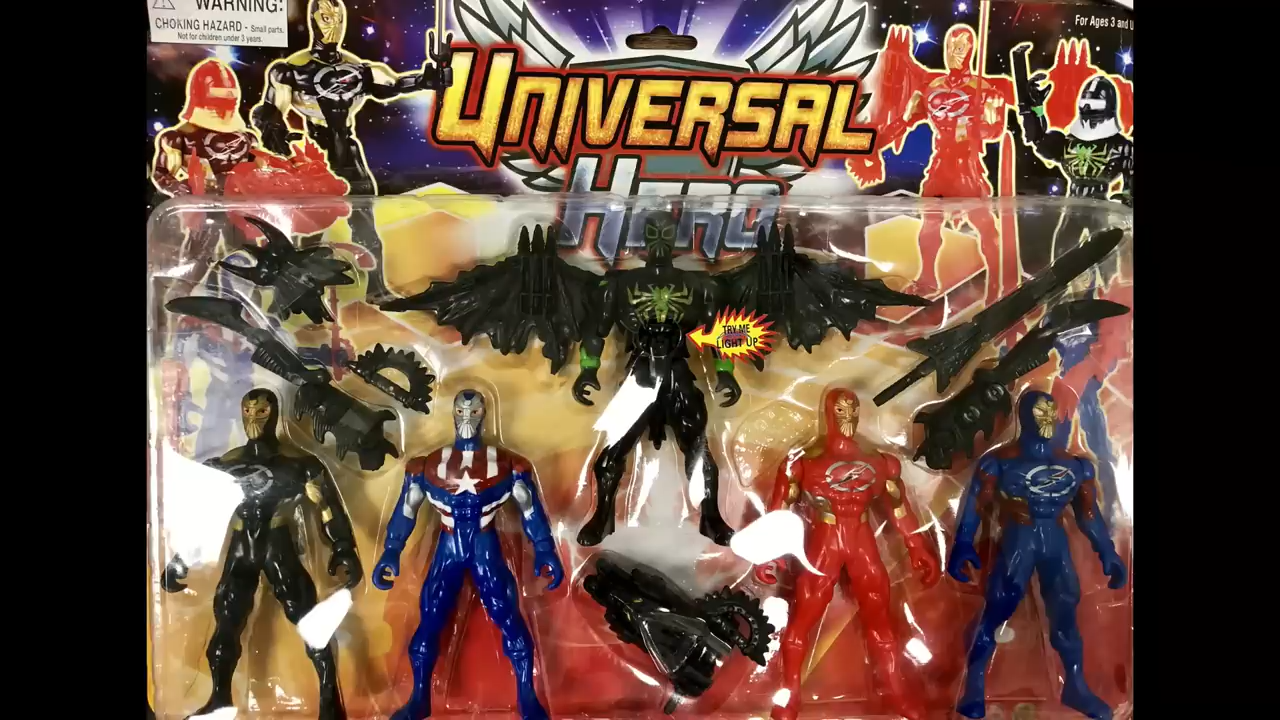 WARNING:
CHOKING HAZARD - Small parts.
Not for children under 3 years.
For Ages 3 and
UNIVERSAL
HERO
TRY ME
LIGHT UP